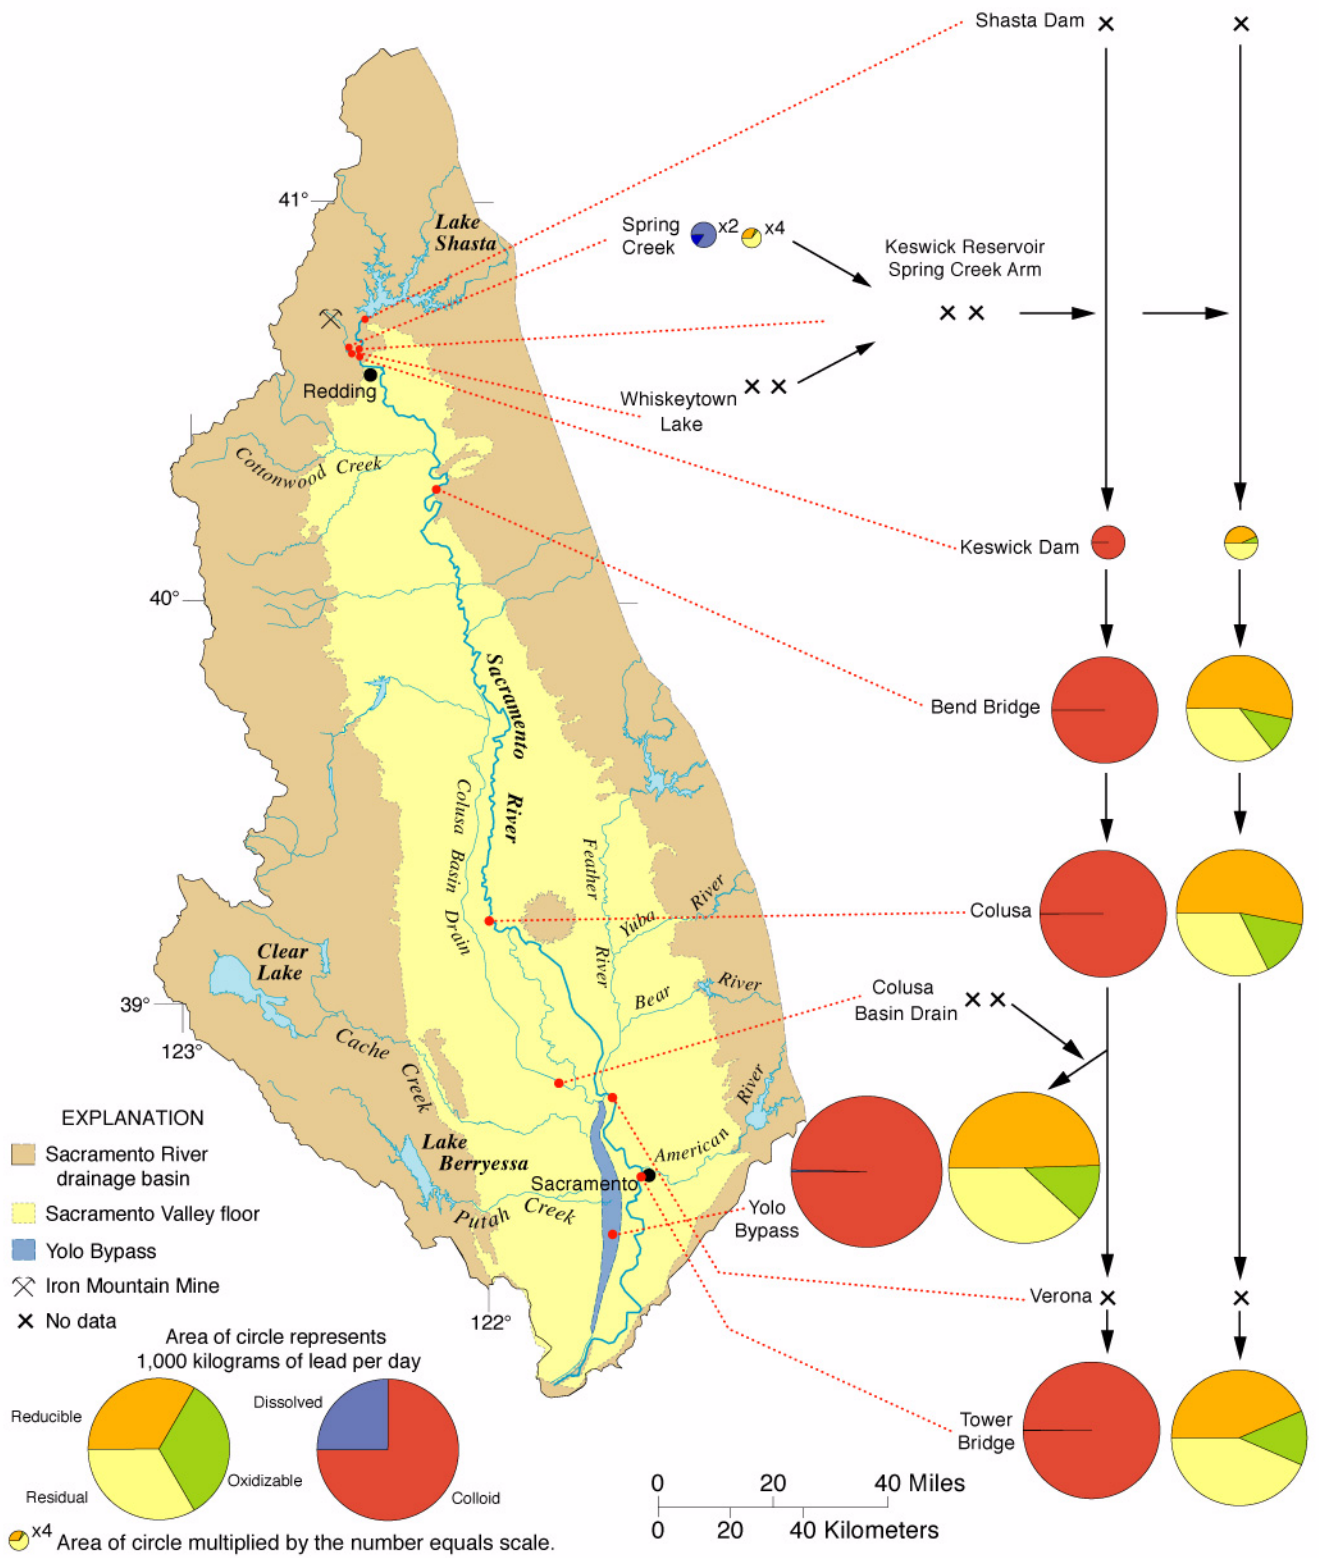 Shasta Dam
41°
Lake
Shasta
Spring
Creek
x2
x4
Keswick Reservoir
Spring Creek Arm
Redding
Whiskeytown
Lake
Cottonwood Creek
Keswick Dam
40°
Sacramento River
Bend Bridge
Colusa Basin Drain
Feather River
Yuba River
Colusa
Clear
Lake
Bear River
Colusa
Basin Drain
39°
123°
Cache Creek
EXPLANATION
Sacramento River
drainage basin
Sacramento Valley floor
Yolo Bypass
Iron Mountain Mine
No data
Lake
Berryessa
American River
Sacramento
Putah Creek
Yolo
Bypass
Verona
122°
Area of circle represents
1,000 kilograms of lead per day
Dissolved
Reducible
Oxidizable
Residual
Colloid
Tower
Bridge
0 20 40 Miles
0 20 40 Kilometers
x4 Area of circle multiplied by the number equals scale.